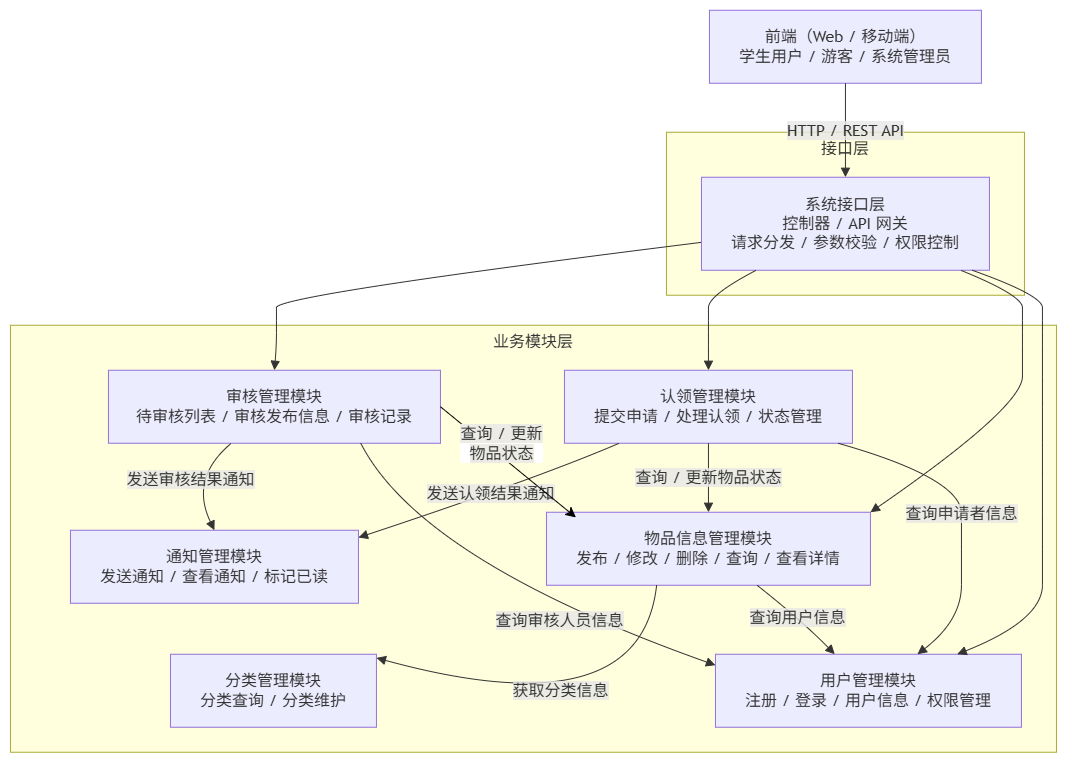 前端（Web / 移动端）
学生用户 / 游客 / 系统管理员
HTTP / REST API
接口层
系统接口层
控制器 / API 网关
请求分发 / 参数校验 / 权限控制
业务模块层
审核管理模块
待审核列表 / 审核发布信息 / 审核记录
认领管理模块
提交申请 / 处理认领 / 状态管理
查询 / 更新
物品状态
发送审核结果通知
查询 / 更新物品状态
发送认领结果通知
查询申请者信息
物品信息管理模块
发布 / 修改 / 删除 / 查询 / 查看详情
通知管理模块
发送通知 / 查看通知 / 标记已读
查询审核人员信息
查询用户信息
分类管理模块
分类查询 / 分类维护
获取分类信息
用户管理模块
注册 / 登录 / 用户信息 / 权限管理